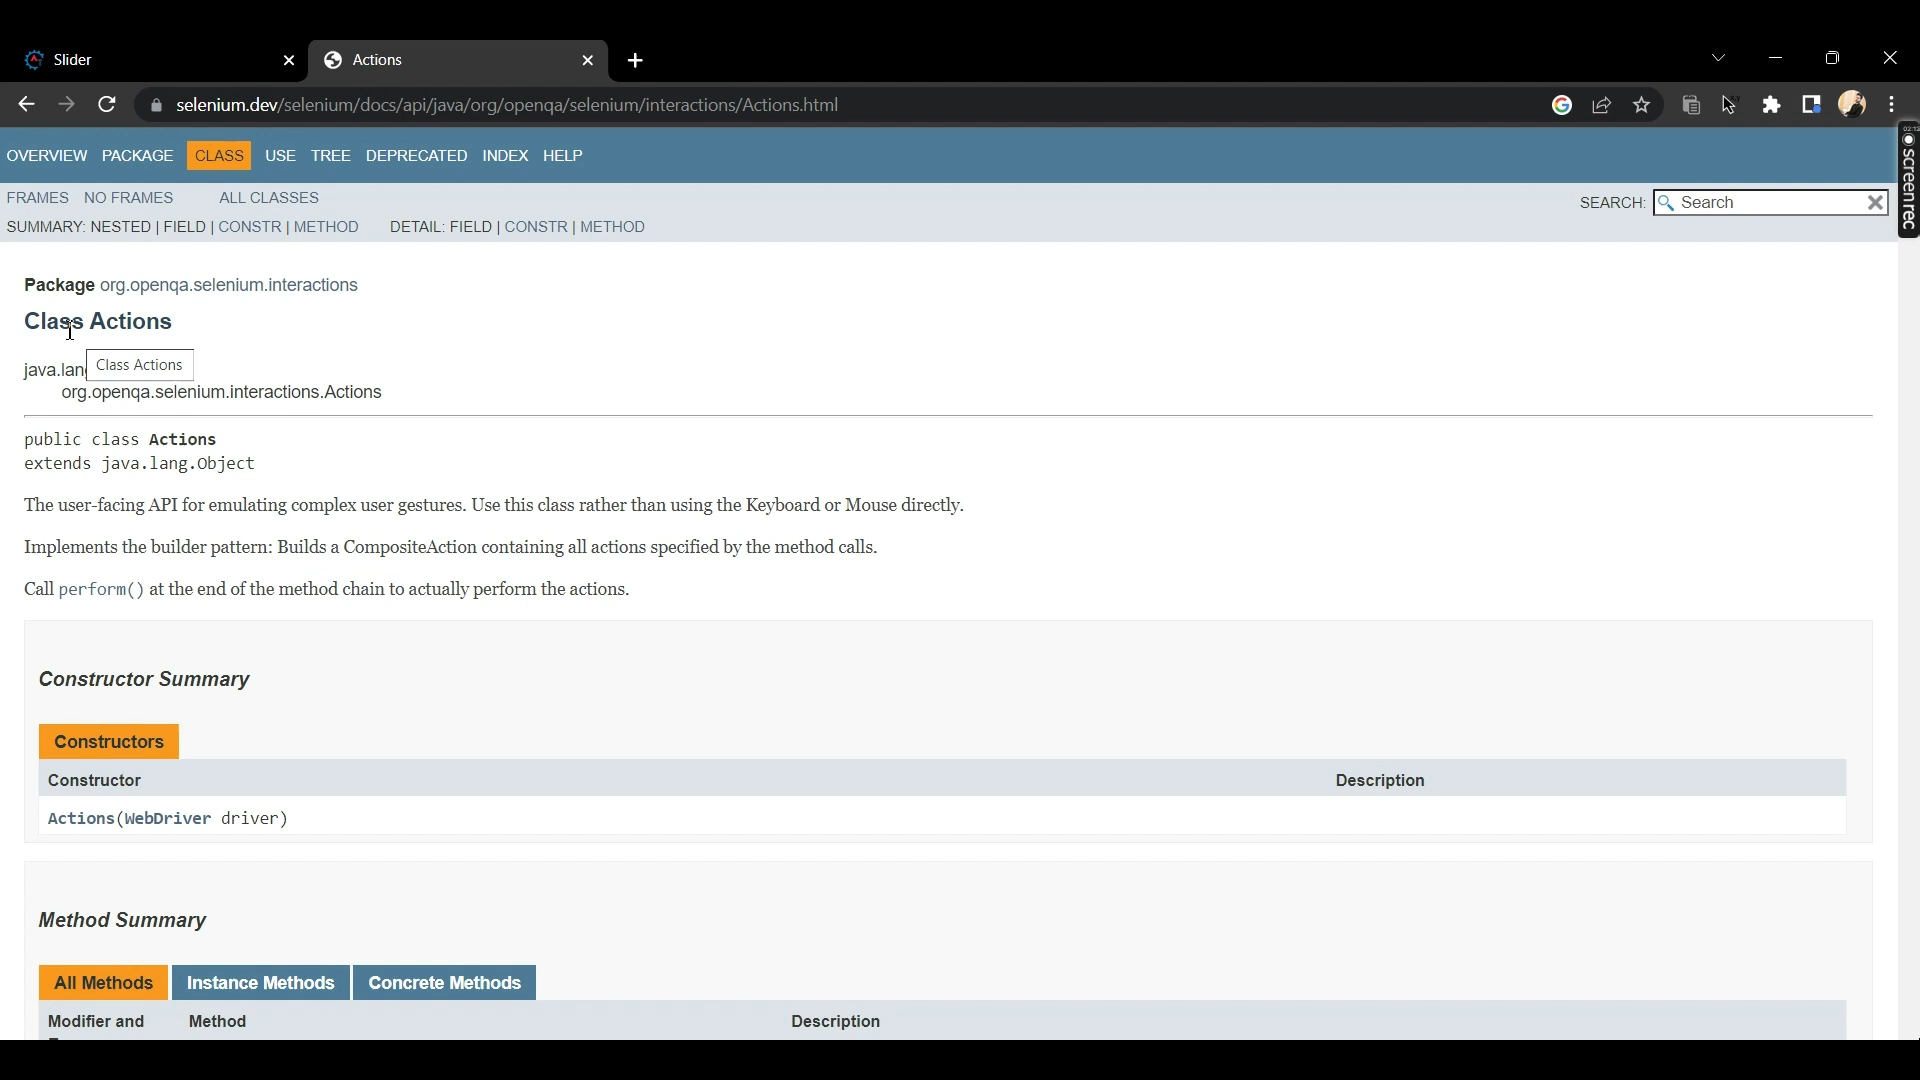 Slider
Actions
selenium.dev/selenium/docs/api/java/org/openqa/selenium/interactions/Actions.html
OVERVIEW PACKAGE CLASS USE TREE DEPRECATED INDEX HELP
FRAMES NO FRAMES ALL CLASSES
SEARCH: Search
SUMMARY: NESTED | FIELD | CONSTR | METHOD DETAIL: FIELD | CONSTR | METHOD
screenrec
Package org.openqa.selenium.interactions
Class Actions
java.lan
Class Actions
org.openqa.selenium.interactions.Actions
public class Actions
extends java.lang.Object
The user-facing API for emulating complex user gestures. Use this class rather than using the Keyboard or Mouse directly.
Implements the builder pattern: Builds a CompositeAction containing all actions specified by the method calls.
Call perform() at the end of the method chain to actually perform the actions.
Constructor Summary
Constructors
Constructor Description
Actions(WebDriver driver)
Method Summary
All Methods Instance Methods Concrete Methods
Modifier and Method Description